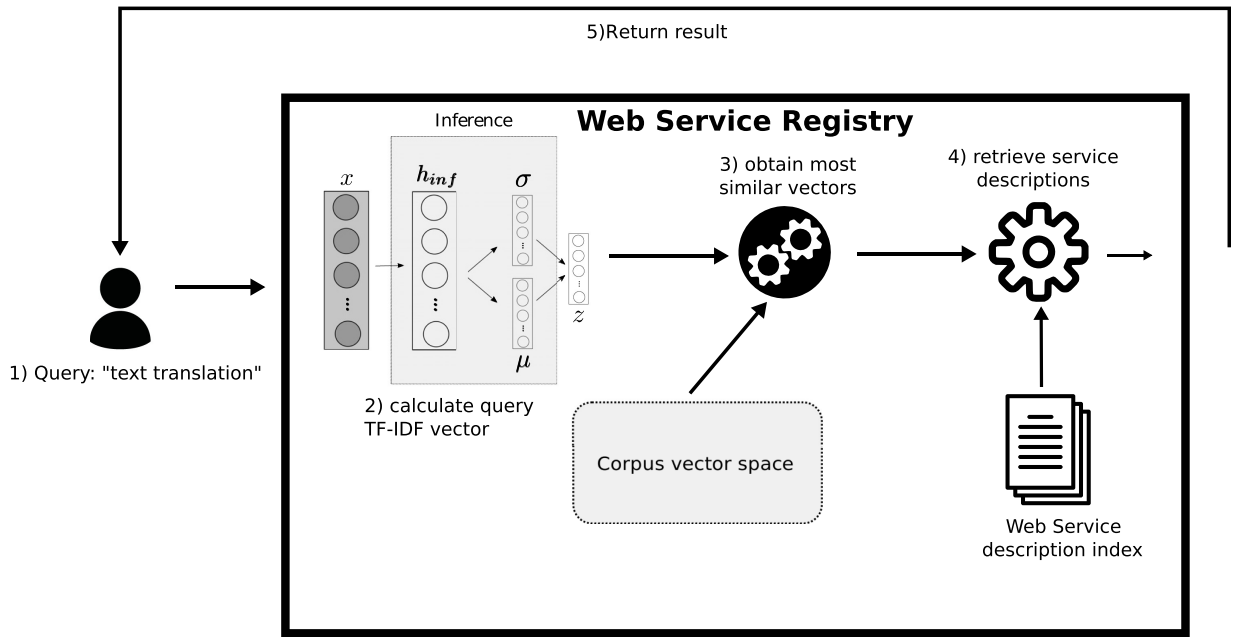 5)Return result
Web Service Registry
Inference
x
h_inf
σ
μ
z
1) Query: "text translation"
2) calculate query
TF-IDF vector
3) obtain most
similar vectors
4) retrieve service
descriptions
Corpus vector space
Web Service
description index